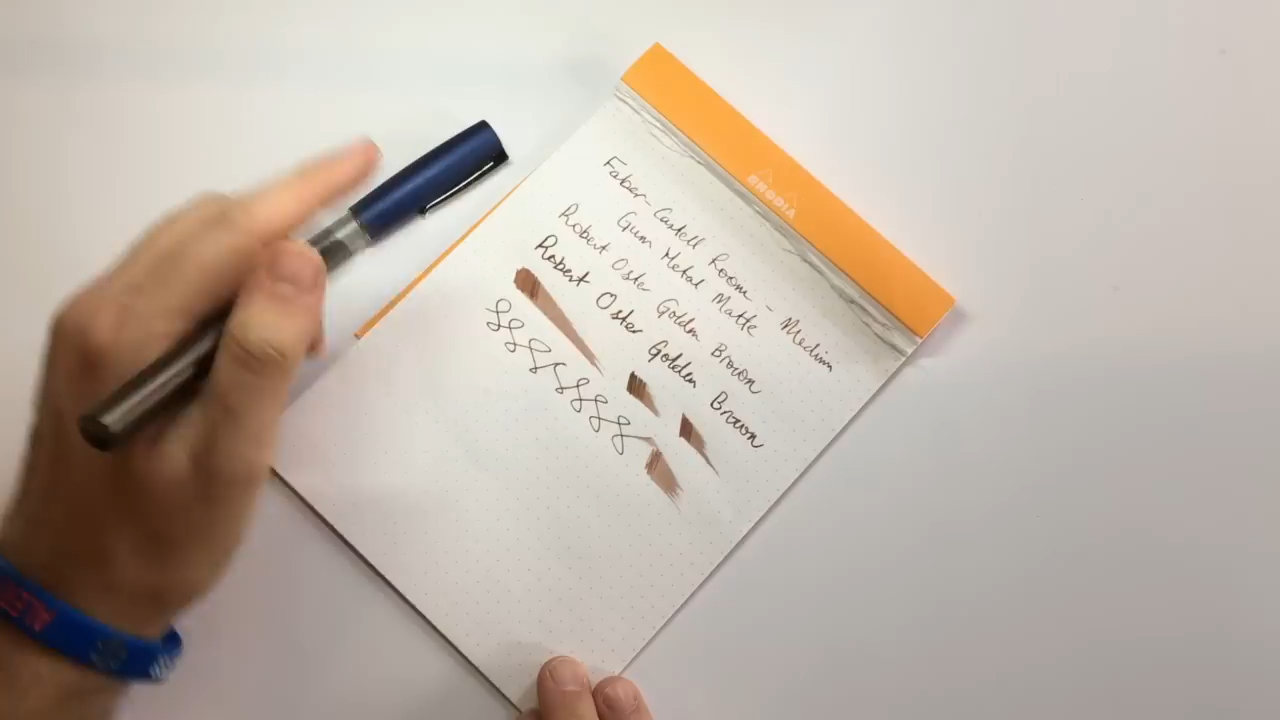 RHODIA
Faber-Castell Loom - Medium
Gun Metal Matte
Robert Oster Golden Brown
Robert Oster Golden Brown